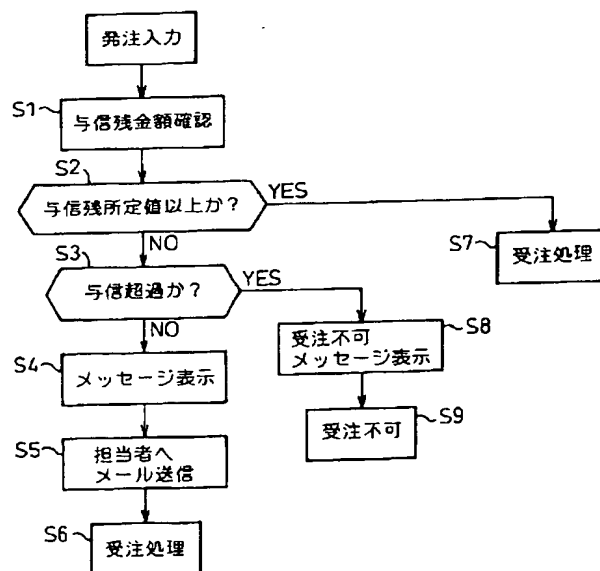 発注入力
S1
与信残金額確認
S2
与信残所定値以上か?
YES
NO
S7
受注処理
S3
与信超過か?
YES
NO
S8
受注不可
メッセージ表示
S4
メッセージ表示
S9
受注不可
S5
担当者へ
メール送信
S6
受注処理